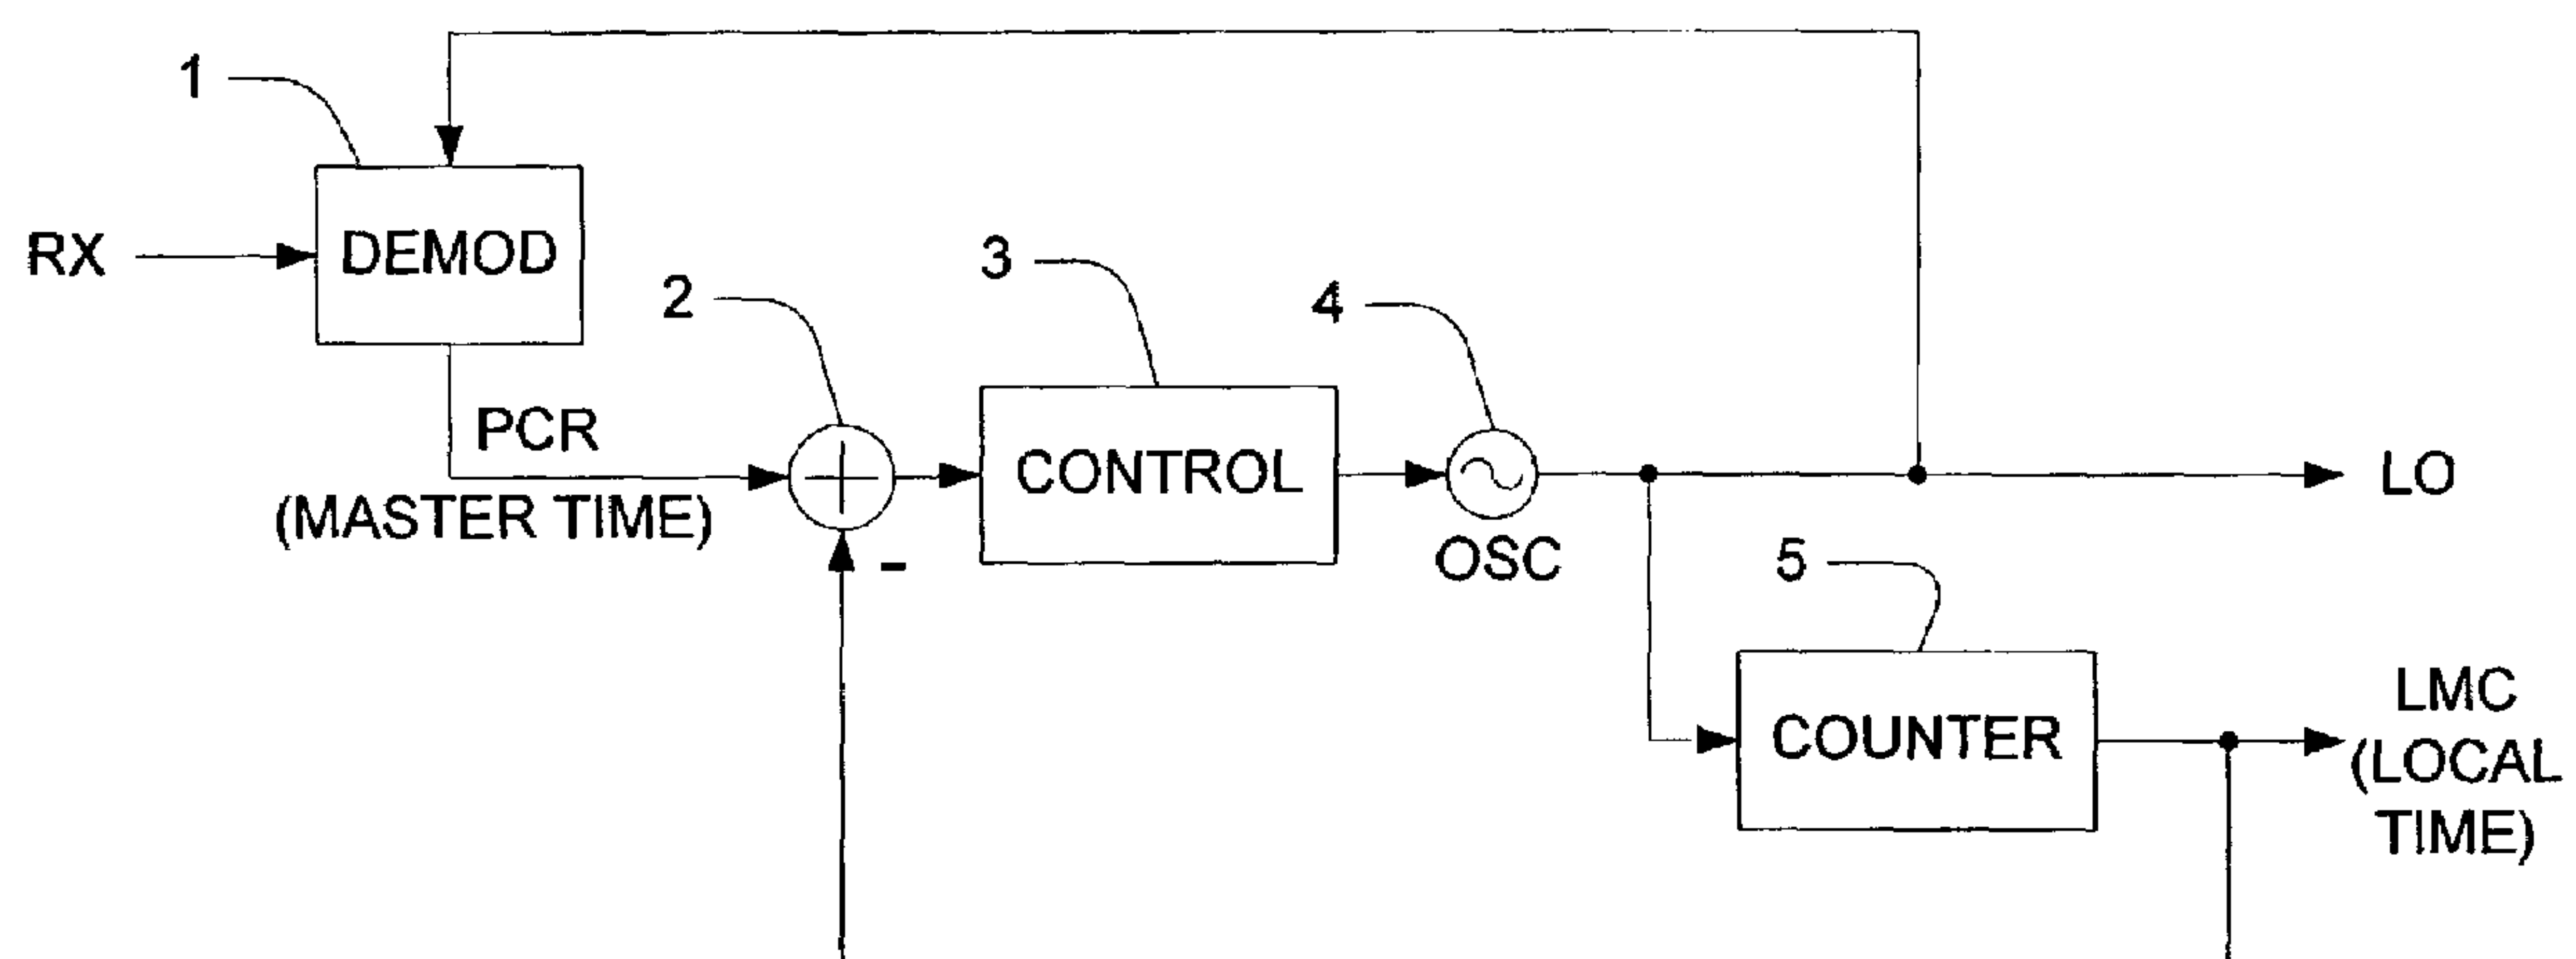 1
RX
DEMOD
PCR
(MASTER TIME)
2
3
CONTROL
4
OSC
LO
5
COUNTER
LMC
(LOCAL
TIME)
-